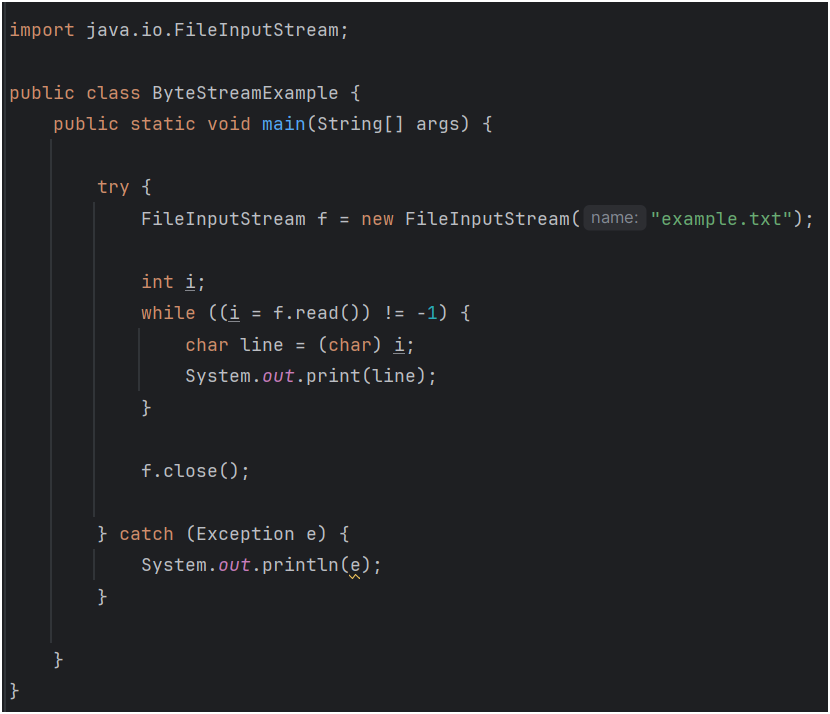 import java.io.FileInputStream;
public class ByteStreamExample {
public static void main(String[] args) {
try {
FileInputStream f = new FileInputStream( name: "example.txt");
int i;
while ((i = f.read()) != -1) {
char line = (char) i;
System.out.print(line);
}
f.close();
} catch (Exception e) {
System.out.println(e);
}
}
}